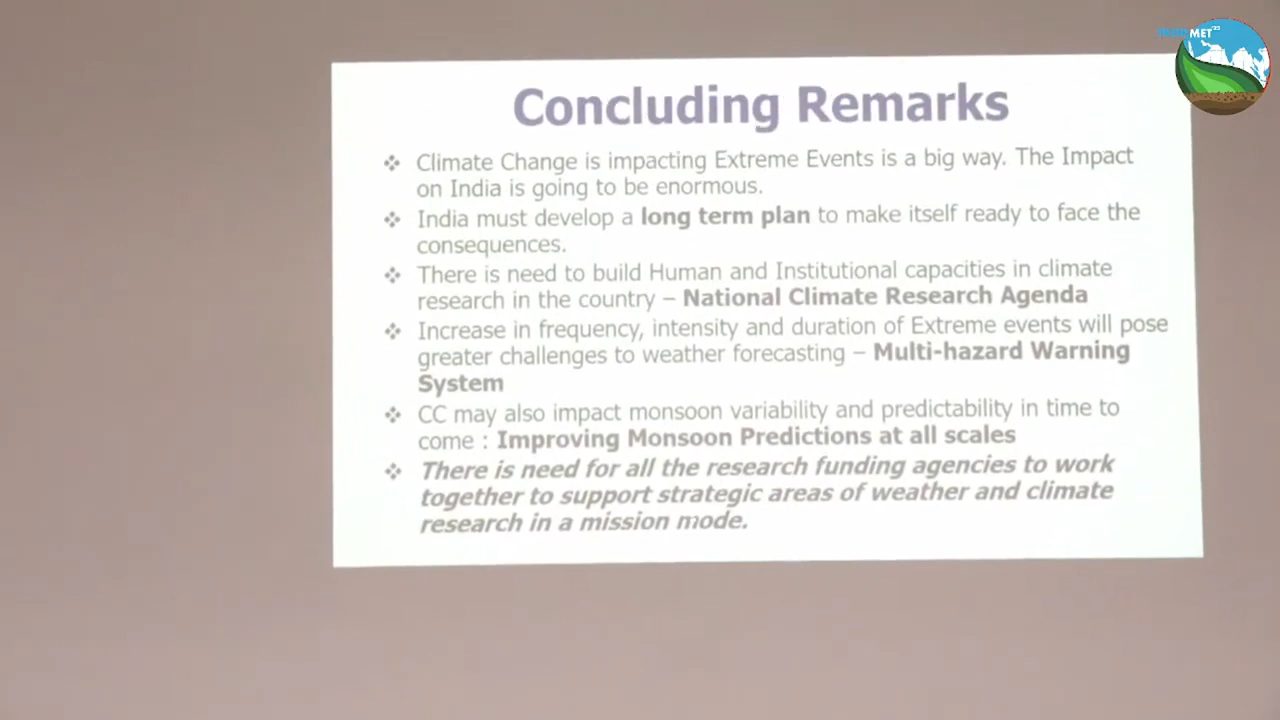 MET
Concluding Remarks
❖ Climate Change is impacting Extreme Events is a big way. The Impact
on India is going to be enormous.
❖ India must develop a long term plan to make itself ready to face the
consequences.
❖ There is need to build Human and Institutional capacities in climate
research in the country – National Climate Research Agenda
❖ Increase in frequency, intensity and duration of Extreme events will pose
greater challenges to weather forecasting – Multi-hazard Warning
System
❖ CC may also impact monsoon variability and predictability in time to
come : Improving Monsoon Predictions at all scales
❖ There is need for all the research funding agencies to work
together to support strategic areas of weather and climate
research in a mission mode.